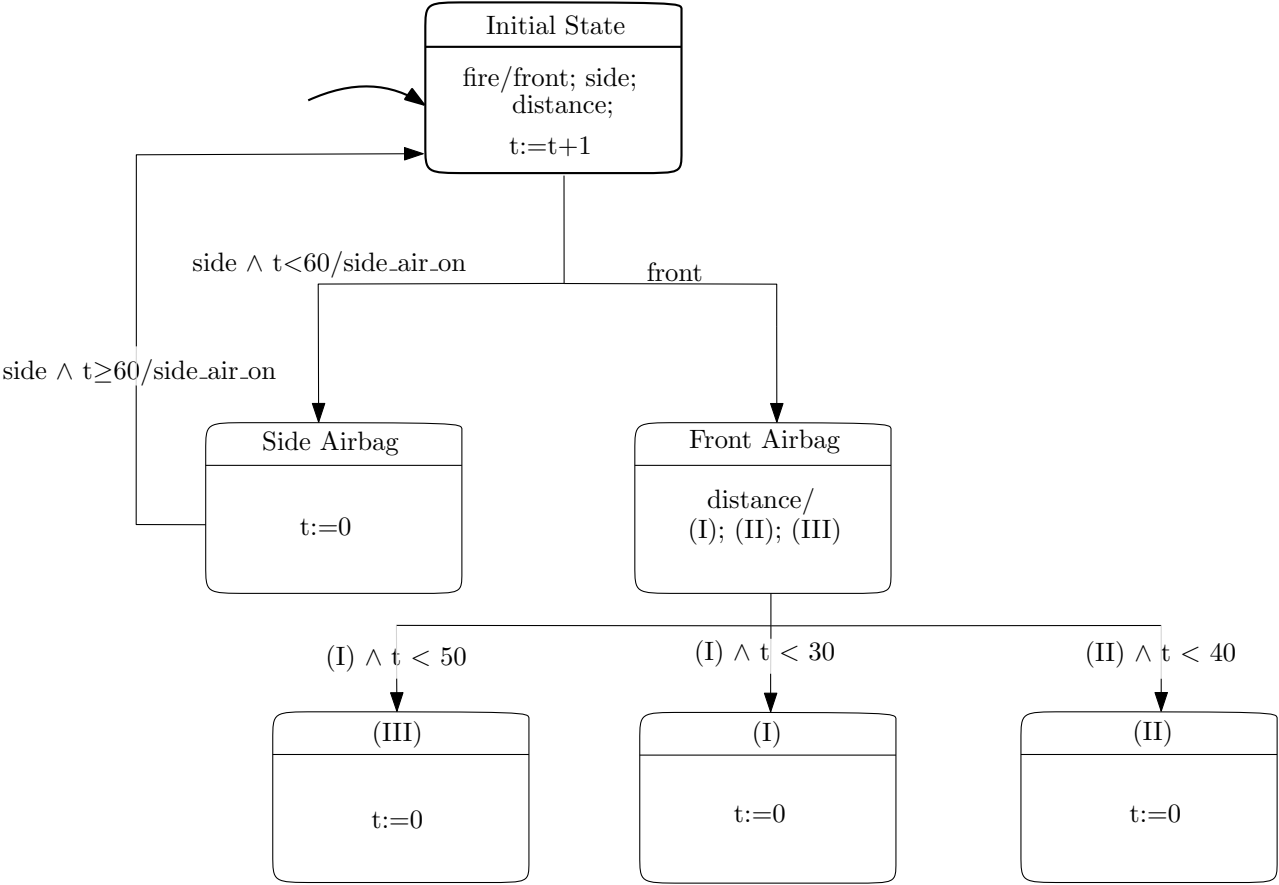 Initial State
fire/front; side;
distance;
t:=t+1
side ∧ t<60/side_air_on
front
side ∧ t≥60/side_air_on
Side Airbag
t:=0
Front Airbag
distance/
(I); (II); (III)
(I) ∧ t < 50
(I) ∧ t < 30
(II) ∧ t < 40
(III)
t:=0
(I)
t:=0
(II)
t:=0